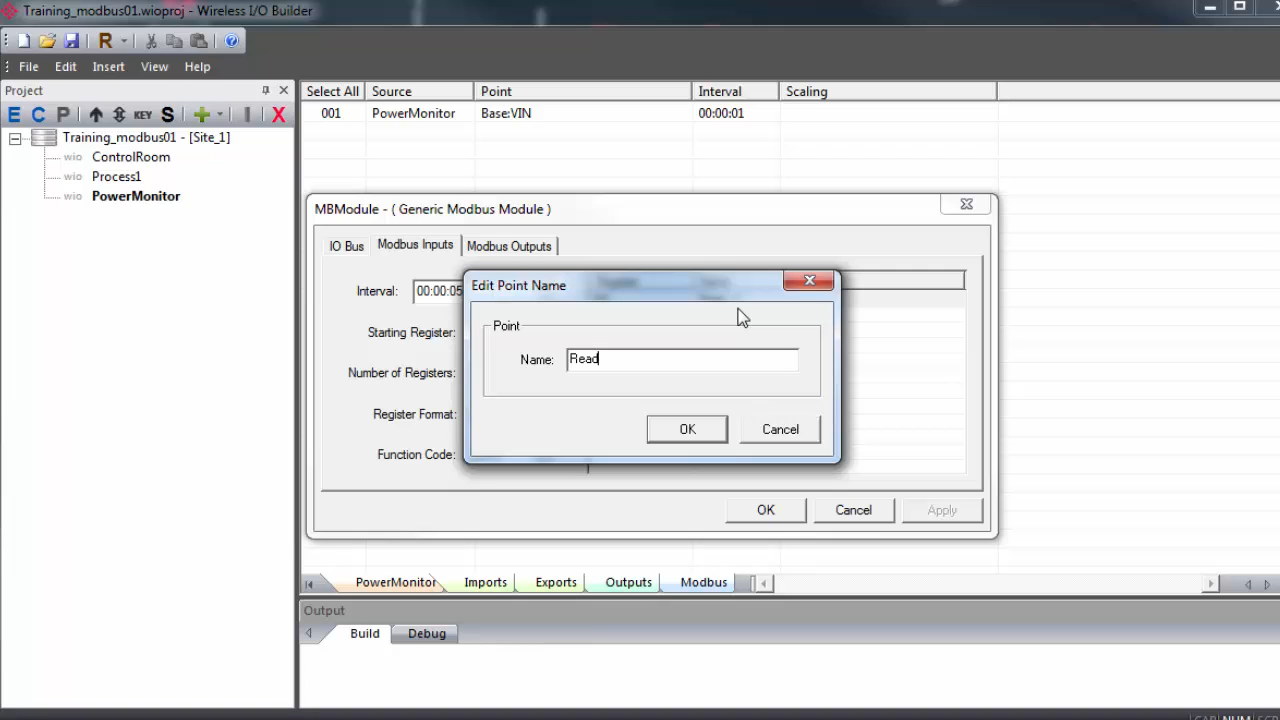 Training_modbus01.wioproj - Wireless I/O Builder
R
File Edit Insert View Help
Project
E C P KEY S X
Training_modbus01 - [Site_1]
wio ControlRoom
wio Process1
wio PowerMonitor
Select All Source Point Interval Scaling
001 PowerMonitor Base:VIN 00:00:01
MBModule - ( Generic Modbus Module )
IO Bus Modbus Inputs Modbus Outputs
Interval: 00:00:05
Starting Register:
Number of Registers:
Register Format:
Function Code:
Edit Point Name
Point
Name: Read
OK Cancel
OK Cancel Apply
PowerMonitor Imports Exports Outputs Modbus
Output
Build Debug